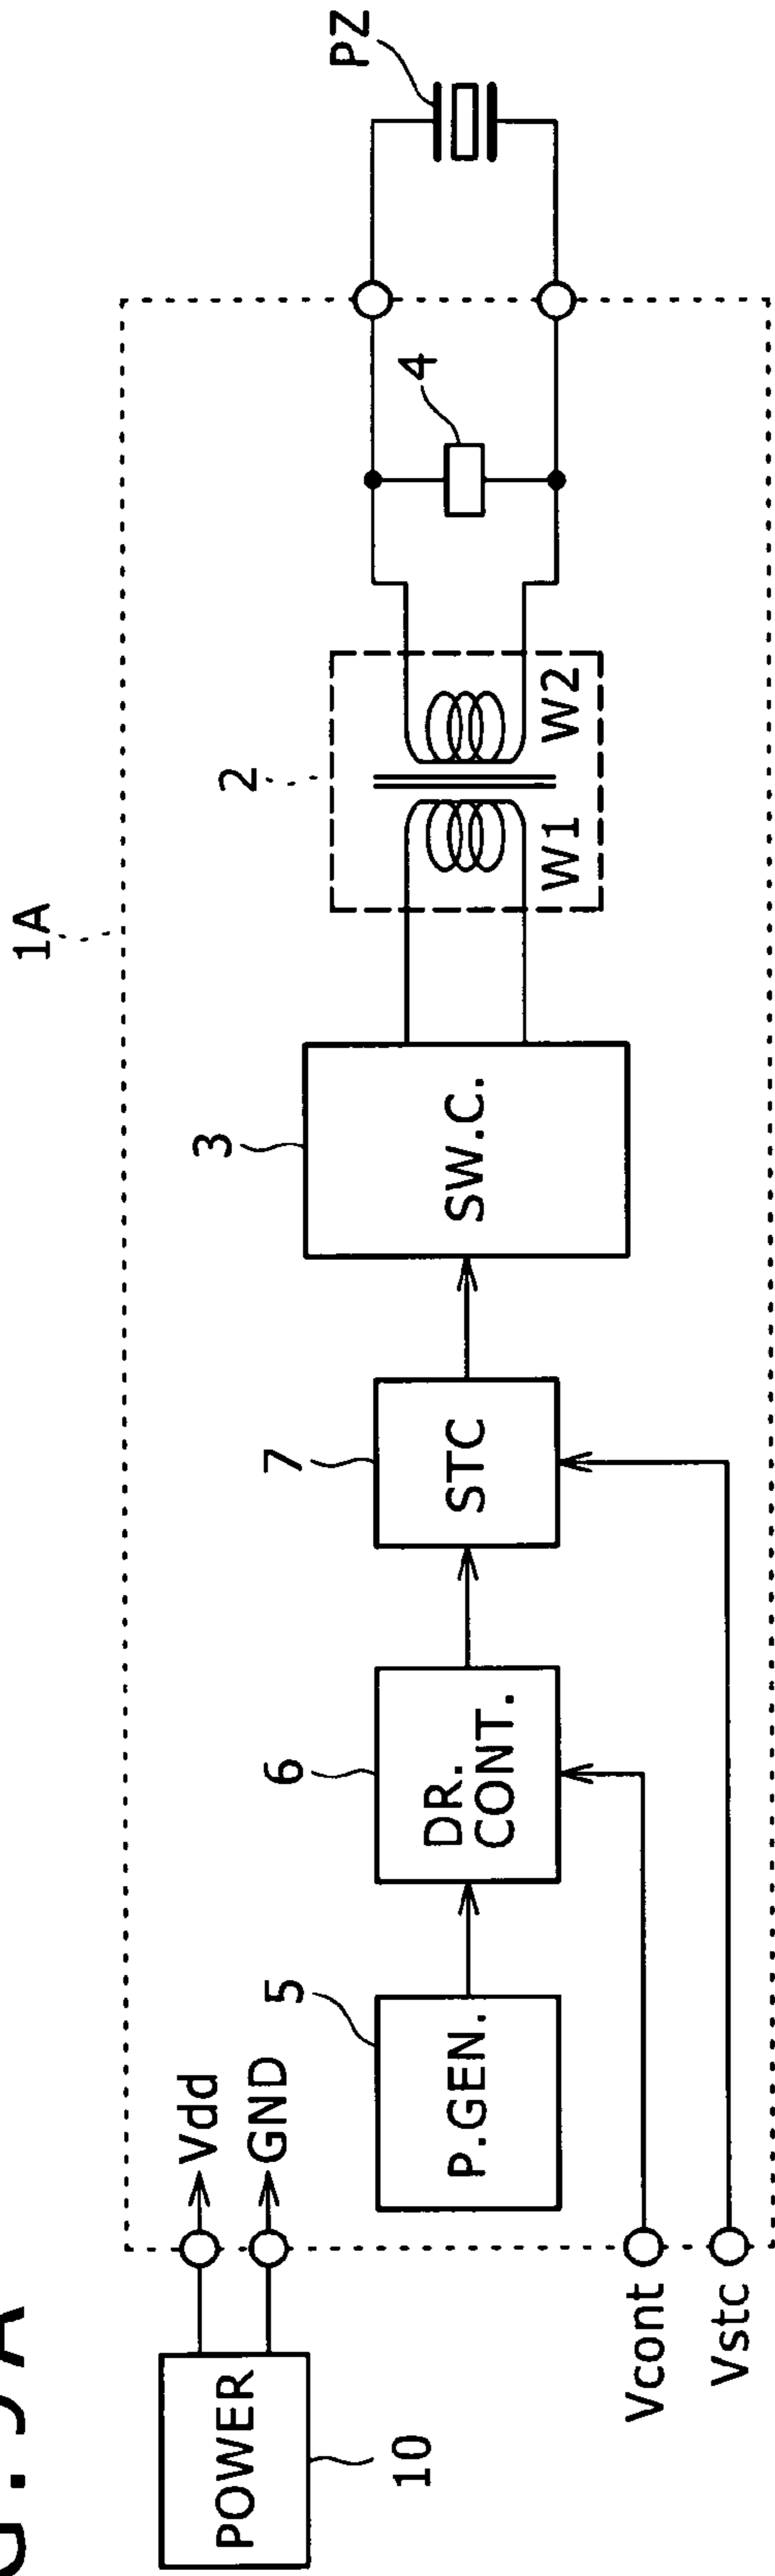 1A
POWER
10
Vdd
GND
5
P.GEN.
6
DR.
CONT.
7
STC
3
SW.C.
2
W1
W2
4
PZ
Vcont
Vstc